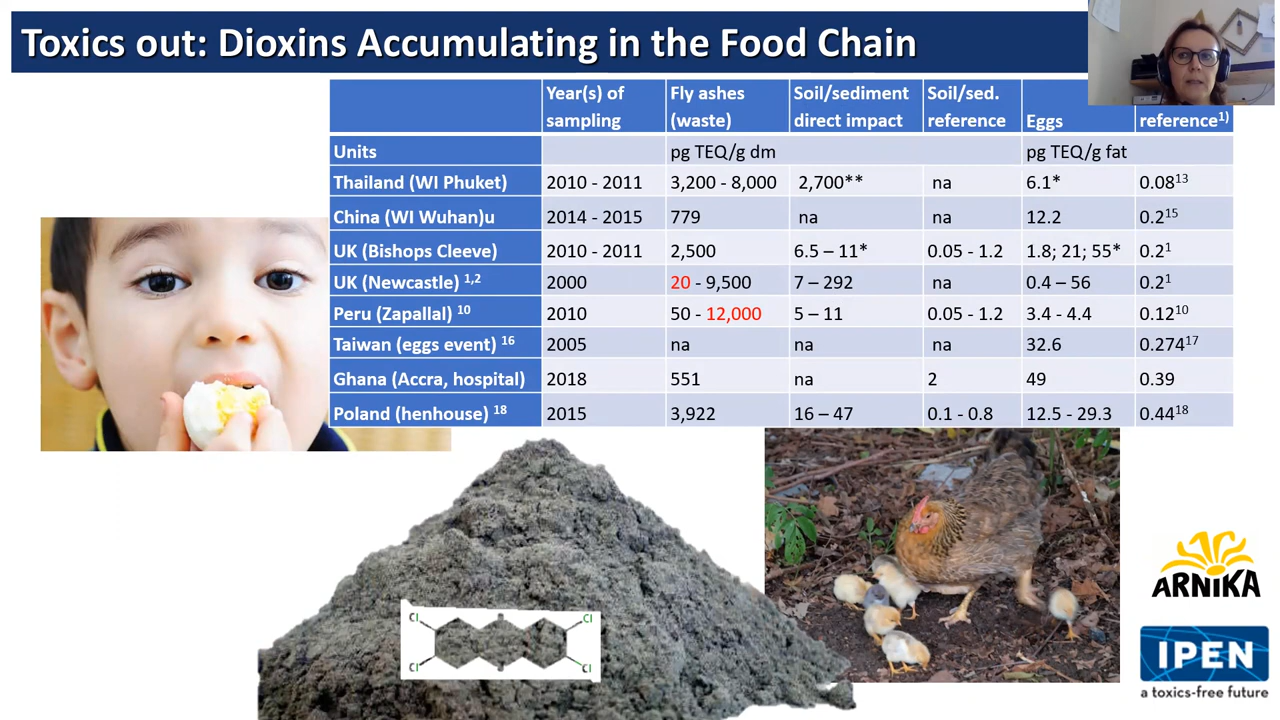 Toxics out: Dioxins Accumulating in the Food Chain
Year(s) of sampling | Fly ashes (waste) | Soil/sediment direct impact | Soil/sed. reference | Eggs | reference1)
Units | pg TEQ/g dm | pg TEQ/g fat
Thailand (WI Phuket) | 2010 - 2011 | 3,200 - 8,000 | 2,700** | na | 6.1* | 0.08¹³
China (WI Wuhan)u | 2014 - 2015 | 779 | na | na | 12.2 | 0.2¹⁵
UK (Bishops Cleeve) | 2010 - 2011 | 2,500 | 6.5 – 11* | 0.05 - 1.2 | 1.8; 21; 55* | 0.2¹
UK (Newcastle) ¹,² | 2000 | 20 - 9,500 | 7 – 292 | na | 0.4 – 56 | 0.2¹
Peru (Zapallal) ¹⁰ | 2010 | 50 - 12,000 | 5 – 11 | 0.05 - 1.2 | 3.4 - 4.4 | 0.12¹⁰
Taiwan (eggs event) ¹⁶ | 2005 | na | na | na | 32.6 | 0.274¹⁷
Ghana (Accra, hospital) | 2018 | 551 | na | 2 | 49 | 0.39
Poland (henhouse) ¹⁸ | 2015 | 3,922 | 16 – 47 | 0.1 - 0.8 | 12.5 - 29.3 | 0.44¹⁸
Cl Cl
Cl Cl
ARNIKA
IPEN
a toxics-free future